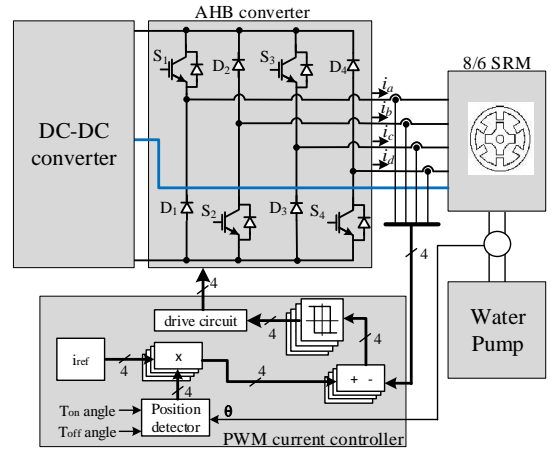 AHB converter
8/6 SRM
DC-DC
converter
S1
D2
S3
D4
ia
ib
ic
id
D1
S2
D3
S4
4
4
drive circuit
4
4
iref
4
x
4
4
+ -
4
Ton angle
Toff angle
Position
detector
θ
PWM current controller
Water
Pump